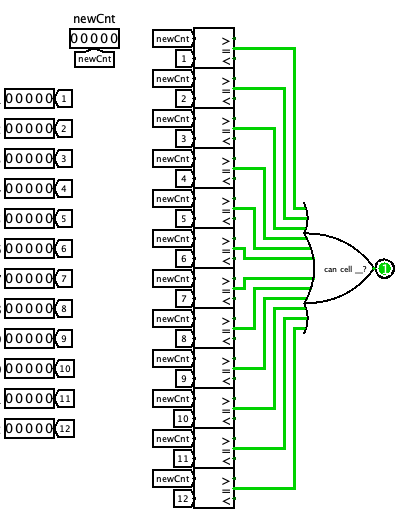 newCnt
00000
newCnt
00000 1
00000 2
00000 3
00000 4
00000 5
00000 6
00000 7
00000 8
00000 9
00000 10
00000 11
00000 12
newCnt >
=
1 <
newCnt >
=
2 <
newCnt >
=
3 <
newCnt >
=
4 <
newCnt >
=
5 <
newCnt >
=
6 <
newCnt >
=
7 <
newCnt >
=
8 <
newCnt >
=
9 <
newCnt >
=
10 <
newCnt >
=
11 <
newCnt >
=
12 <
can cell __?
1